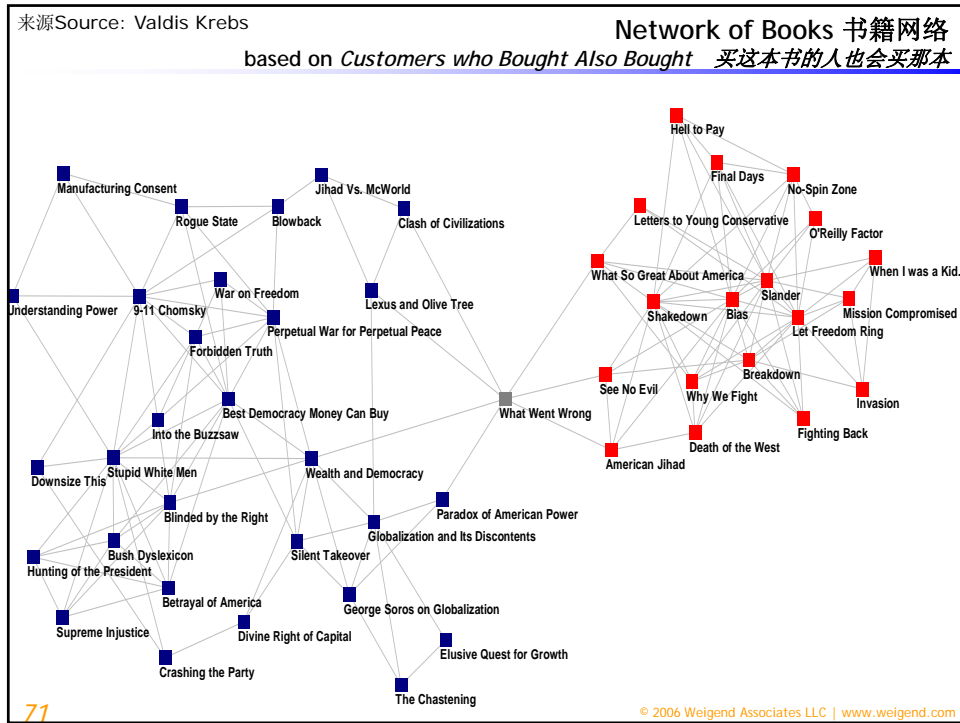 来源Source: Valdis Krebs
Network of Books 书籍网络
based on Customers who Bought Also Bought 买这本书的人也会买那本
Hell to Pay
Final Days
No-Spin Zone
Manufacturing Consent
Jihad Vs. McWorld
Rogue State
Blowback
Clash of Civilizations
Letters to Young Conservative
O'Reilly Factor
What So Great About America
When I was a Kid.
War on Freedom
Slander
Understanding Power
9-11 Chomsky
Lexus and Olive Tree
Shakedown
Bias
Mission Compromised
Perpetual War for Perpetual Peace
Let Freedom Ring
Forbidden Truth
Breakdown
See No Evil
Why We Fight
Invasion
Best Democracy Money Can Buy
What Went Wrong
Into the Buzzsaw
Fighting Back
Death of the West
American Jihad
Stupid White Men
Wealth and Democracy
Downsize This
Blinded by the Right
Paradox of American Power
Globalization and Its Discontents
Bush Dyslexicon
Silent Takeover
Hunting of the President
Betrayal of America
George Soros on Globalization
Supreme Injustice
Divine Right of Capital
Elusive Quest for Growth
Crashing the Party
The Chastening
71
© 2006 Weigend Associates LLC | www.weigend.com